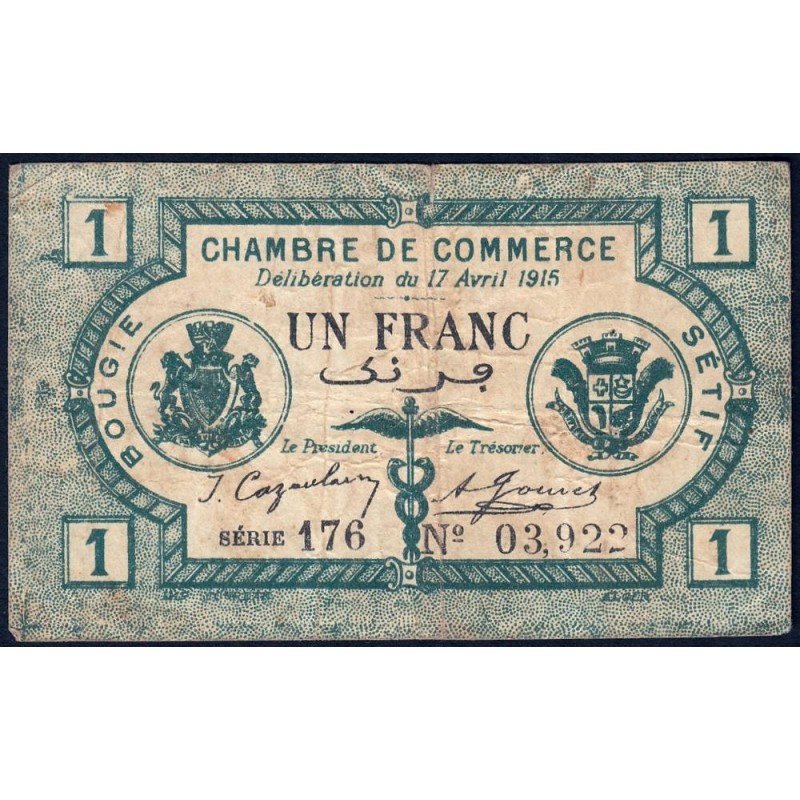 1 1
CHAMBRE DE COMMERCE
Délibération du 17 Avril 1915
UN FRANC
فرنك
BOUGIE
SÉTIF
Le President
Le Trésorier
SÉRIE 176
Nº 03,922
1 1
ALGER